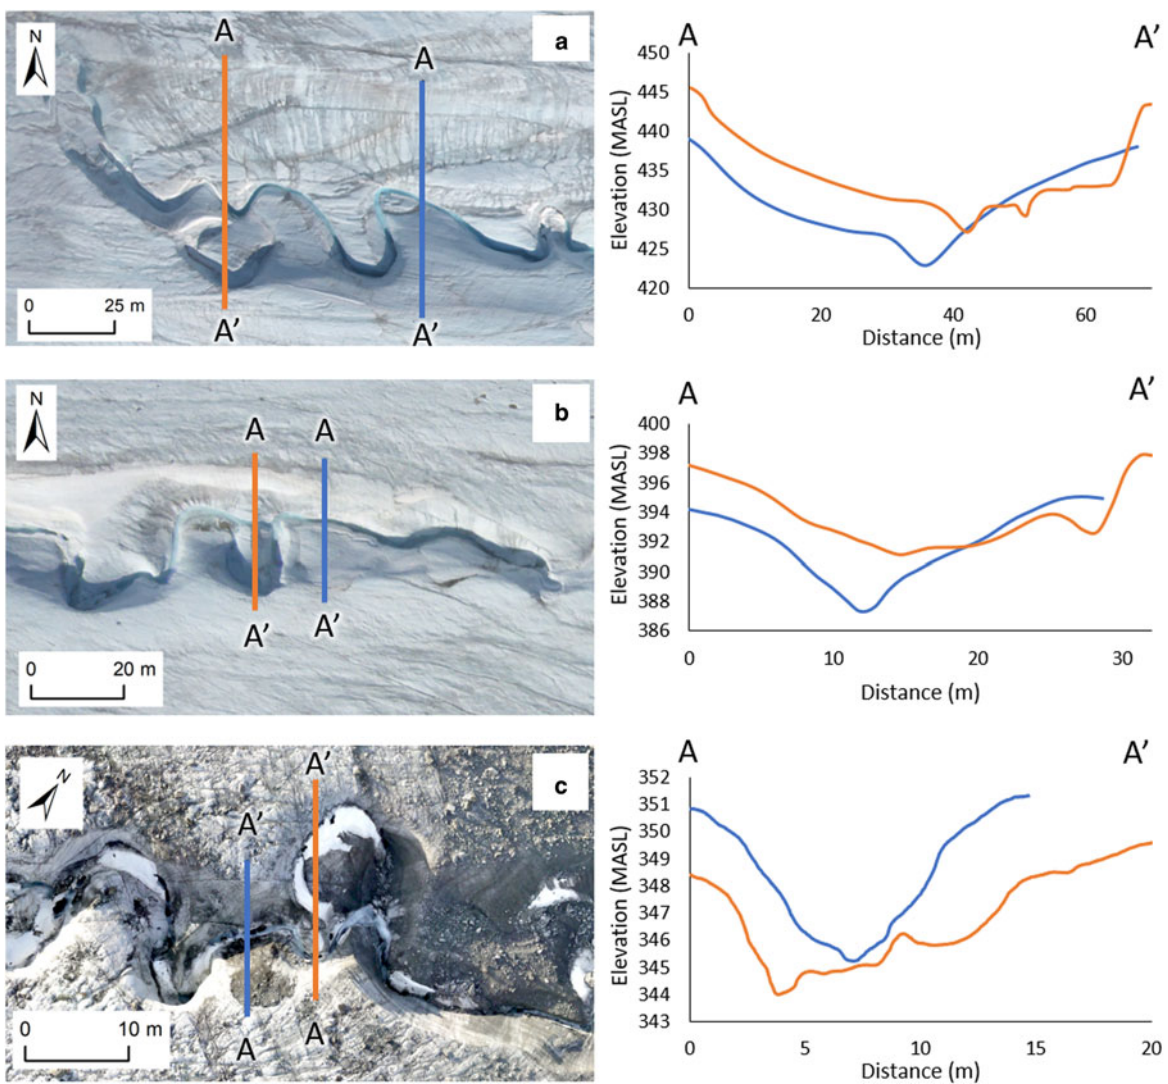 N
A
A
a
A'
A'
0 25 m
A A'
450
445
440
435
430
425
420
Elevation (MASL)
0 20 40 60
Distance (m)
N
b
A A
A' A'
0 20 m
A A'
400
398
396
394
392
390
388
386
Elevation (MASL)
0 10 20 30
Distance (m)
N
c
A'
A'
A
A
0 10 m
A A'
352
351
350
349
348
347
346
345
344
343
Elevation (MASL)
0 5 10 15 20
Distance (m)